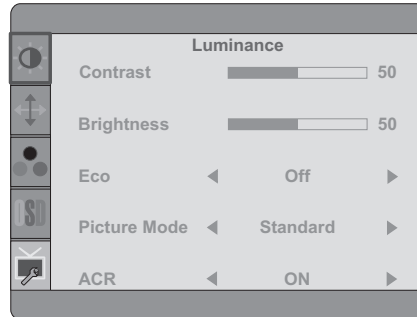 Luminance
Contrast 50
Brightness 50
Eco Off
Picture Mode Standard
OSD
ACR ON